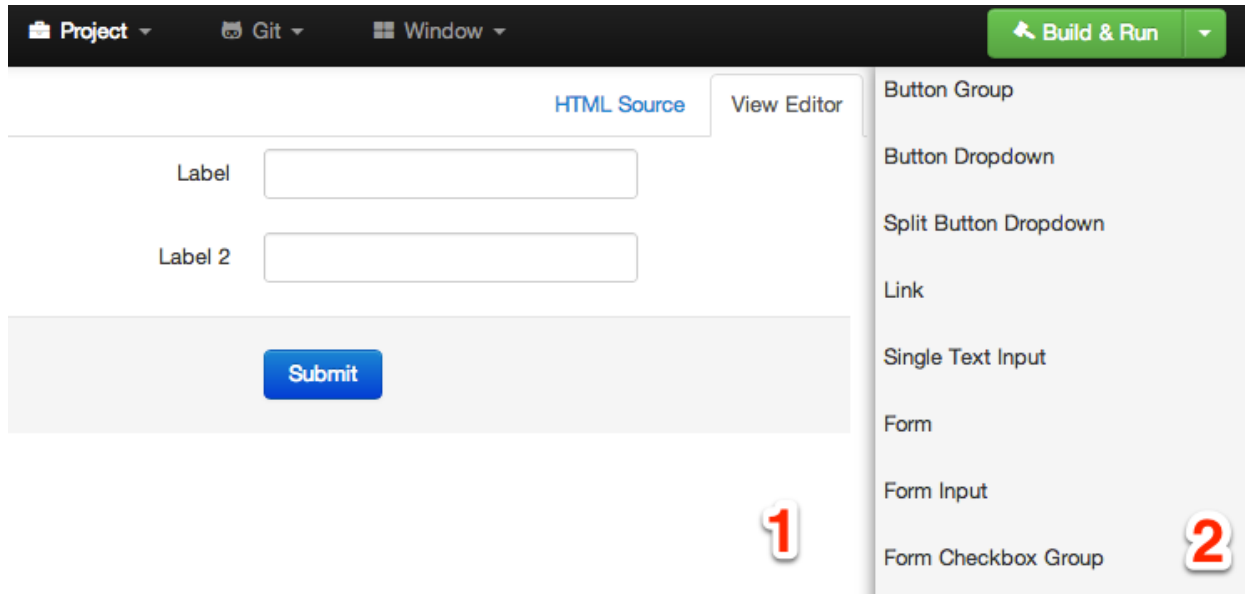 Project Git Window Build & Run
HTML Source View Editor
Label
Label 2
Submit
1
Button Group
Button Dropdown
Split Button Dropdown
Link
Single Text Input
Form
Form Input
Form Checkbox Group
2